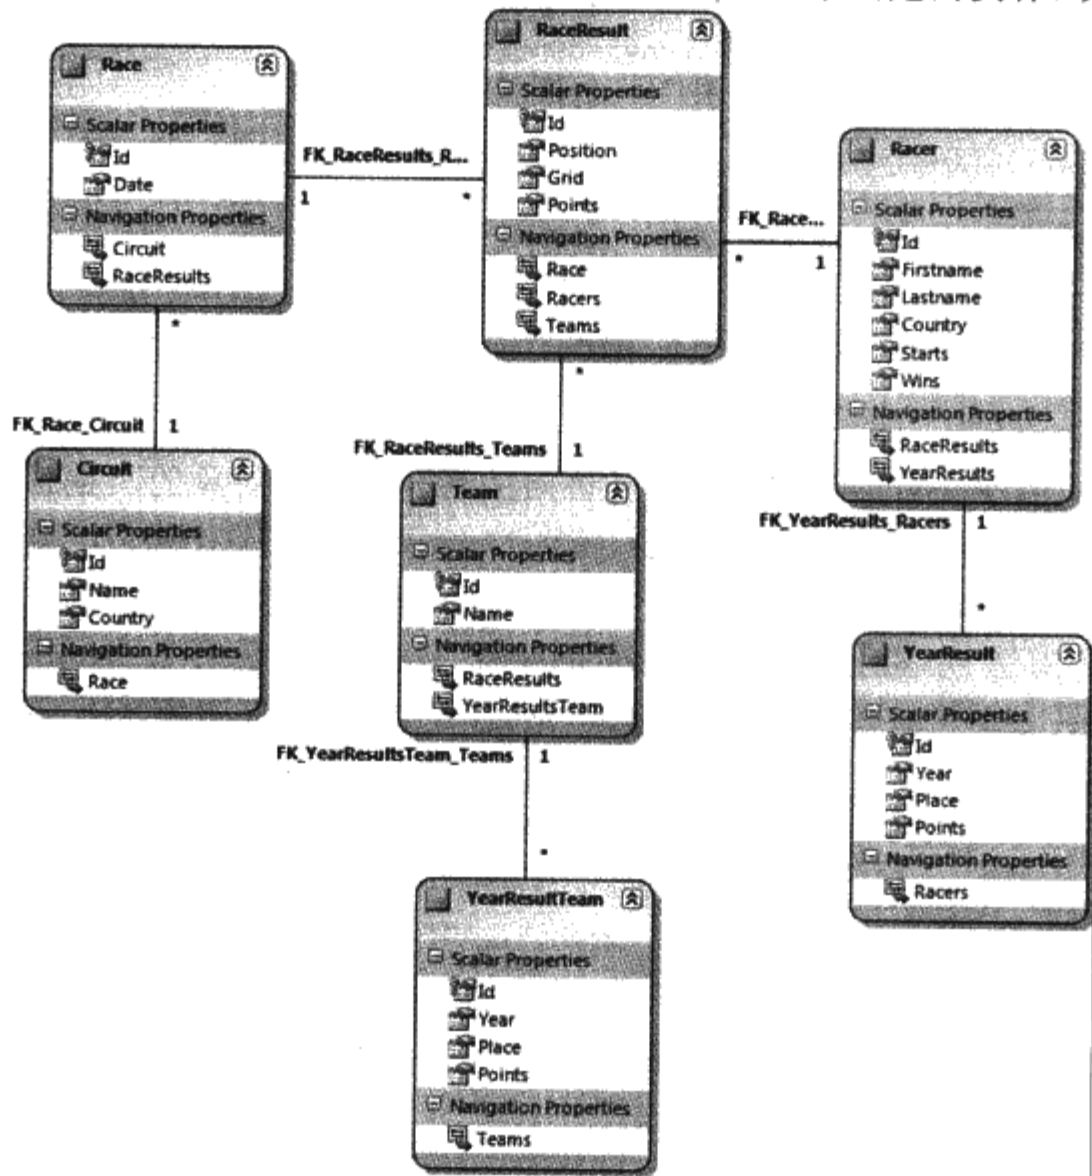 RaceResult
Scalar Properties
Id
Position
Grid
Points
Navigation Properties
Race
Racers
Teams
Race
Scalar Properties
Id
Date
Navigation Properties
Circuit
RaceResults
FK_RaceResults_R...
1
*
Racer
Scalar Properties
Id
Firstname
Lastname
Country
Starts
Wins
Navigation Properties
RaceResults
YearResults
FK_Race...
*
1
*
FK_Race_Circuit 1
Circuit
Scalar Properties
Id
Name
Country
Navigation Properties
Race
*
FK_RaceResults_Teams 1
Team
Scalar Properties
Id
Name
Navigation Properties
RaceResults
YearResultsTeam
FK_YearResults_Racers 1
*
YearResult
Scalar Properties
Id
Year
Place
Points
Navigation Properties
Racers
FK_YearResultsTeam_Teams 1
*
YearResultTeam
Scalar Properties
Id
Year
Place
Points
Navigation Properties
Teams